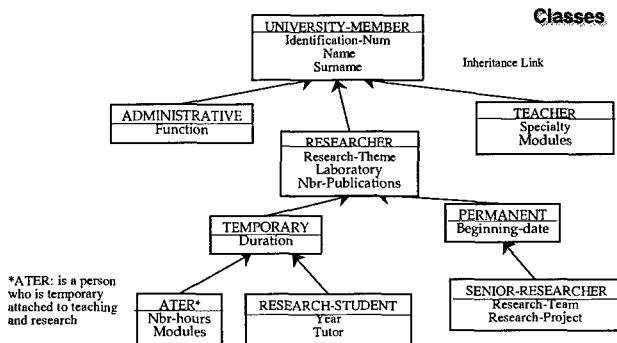 Classes
UNIVERSITY-MEMBER
Identification-Num
Name
Surname
Inheritance Link
ADMINISTRATIVE
Function
TEACHER
Specialty
Modules
RESEARCHER
Research-Theme
Laboratory
Nbr-Publications
TEMPORARY
Duration
PERMANENT
Beginning-date
*ATER: is a person
who is temporary
attached to teaching
and research
ATER*
Nbr-hours
Modules
RESEARCH-STUDENT
Year
Tutor
SENIOR-RESEARCHER
Research-Team
Research-Project